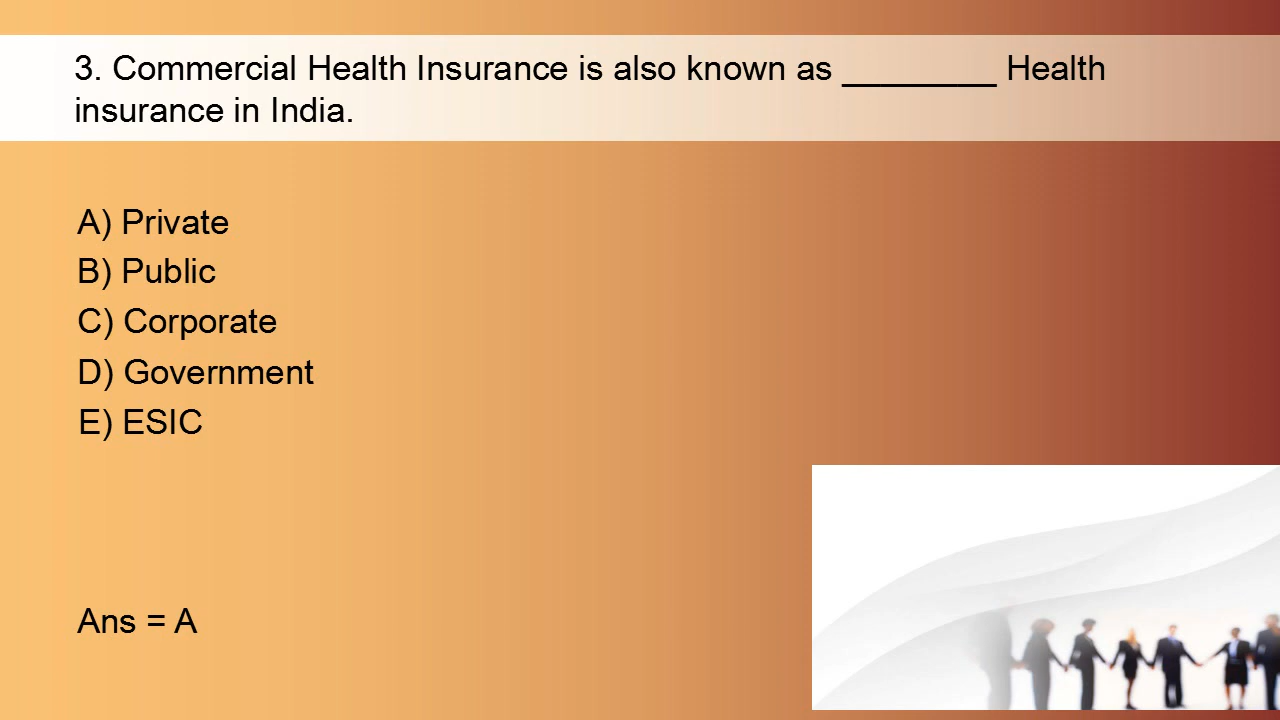 3. Commercial Health Insurance is also known as ________ Health
insurance in India.
A) Private
B) Public
C) Corporate
D) Government
E) ESIC
Ans = A